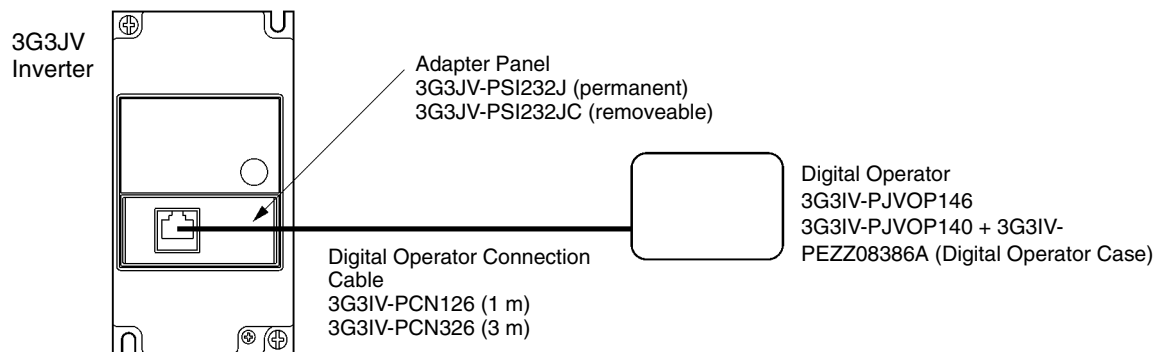 3G3JV
Inverter
Adapter Panel
3G3JV-PSI232J (permanent)
3G3JV-PSI232JC (removeable)
Digital Operator
3G3IV-PJVOP146
3G3IV-PJVOP140 + 3G3IV-
PEZZ08386A (Digital Operator Case)
Digital Operator Connection
Cable
3G3IV-PCN126 (1 m)
3G3IV-PCN326 (3 m)